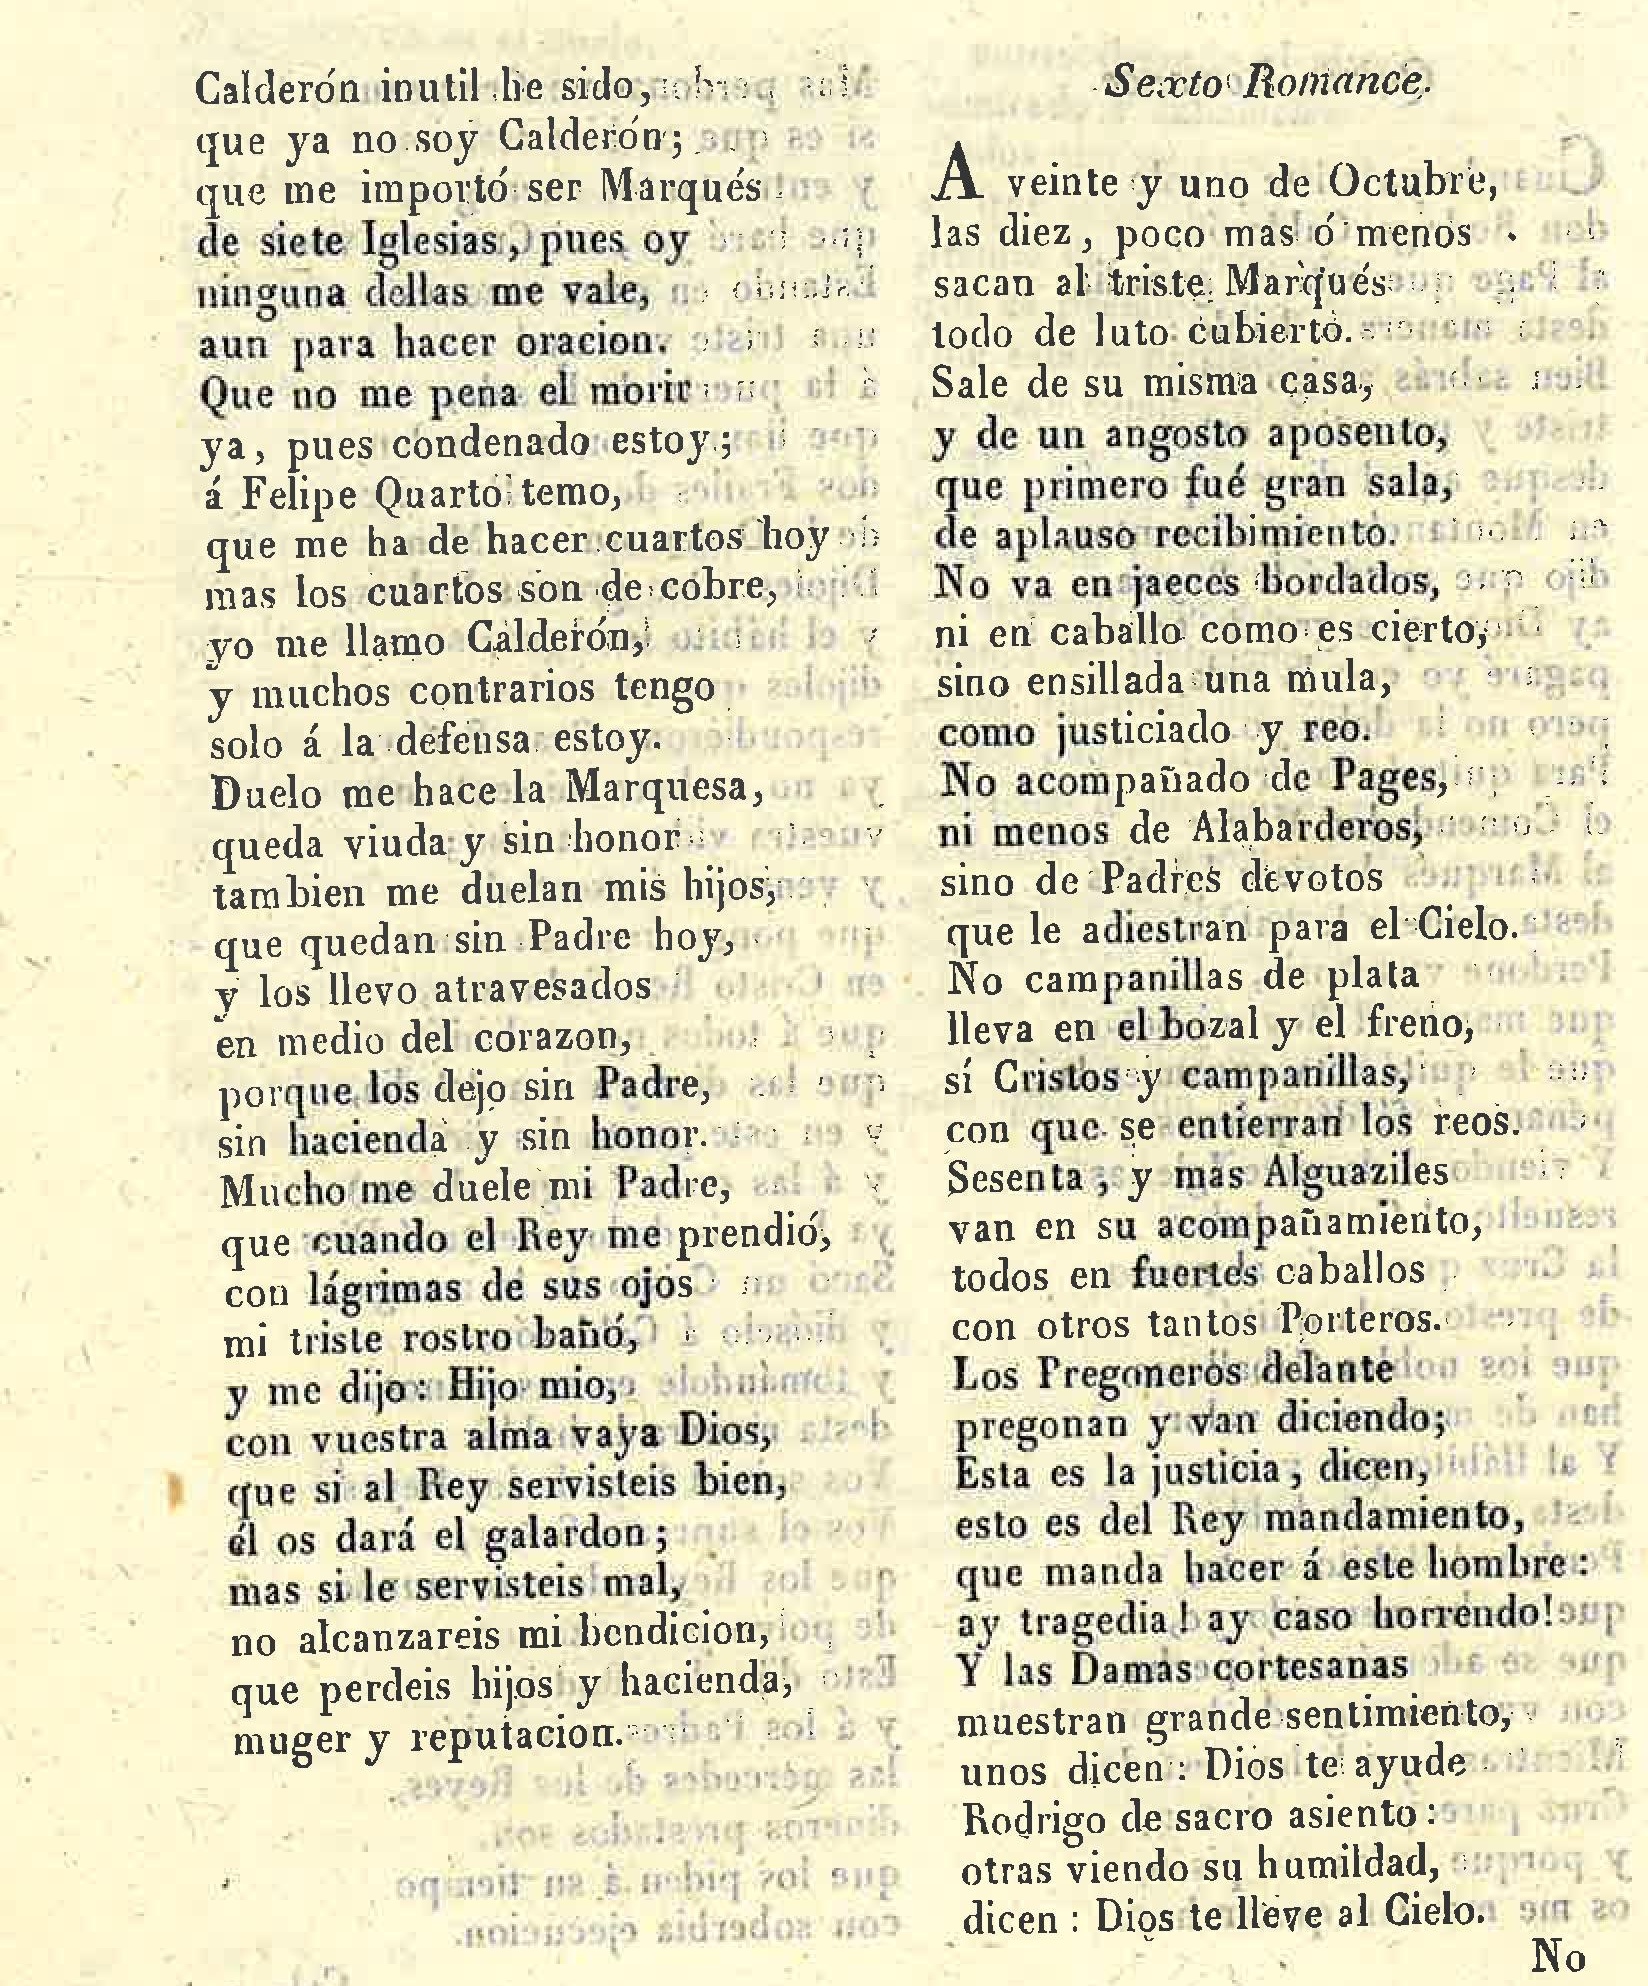 Calderón inutil he sido,
que ya no soy Calderón;
que me importó ser Marqués
de siete Iglesias, pues oy
ninguna dellas me vale,
aun para hacer oracion.
Que no me pena el morir
ya, pues condenado estoy;
á Felipe Quarto temo,
que me ha de hacer cuartos hoy
mas los cuartos son de cobre,
yo me llamo Calderón,
y muchos contrarios tengo
solo á la defensa estoy.
Duelo me hace la Marquesa,
queda viuda y sin honor
tambien me duelan mis hijos,
que quedan sin Padre hoy,
y los llevo atravesados
en medio del corazon,
porque los dejo sin Padre,
sin hacienda y sin honor.
Mucho me duele mi Padre,
que cuando el Rey me prendió,
con lágrimas de sus ojos
mi triste rostro bañó,
y me dijo: Hijo mio,
con vuestra alma vaya Dios,
que si al Rey servisteis bien,
él os dará el galardon;
mas si le servisteis mal,
no alcanzareis mi bendicion,
que perdeis hijos y hacienda,
muger y reputacion.
Sexto Romance.
A veinte y uno de Octubre,
las diez, poco mas ó menos
sacan al triste Marqués
todo de luto cubierto.
Sale de su misma casa,
y de un angosto aposento,
que primero fué gran sala,
de aplauso recibimiento.
No va en jaeces bordados,
ni en caballo como es cierto,
sino ensillada una mula,
como justiciado y reo.
No acompañado de Pages,
ni menos de Alabarderos,
sino de Padres devotos
que le adiestran para el Cielo.
No campanillas de plata
lleva en el bozal y el freno,
sí Cristos y campanillas,
con que se entierran los reos.
Sesenta, y mas Alguaziles
van en su acompañamiento,
todos en fuertes caballos
con otros tantos Porteros.
Los Pregoneros delante
pregonan y van diciendo;
Esta es la justicia, dicen,
esto es del Rey mandamiento,
que manda hacer á este hombre:
ay tragedia! ay caso horrendo!
Y las Damas cortesanas
muestran grande sentimiento,
unos dicen: Dios te ayude
Rodrigo de sacro asiento:
otras viendo su humildad,
dicen: Dios te lleve al Cielo.
No